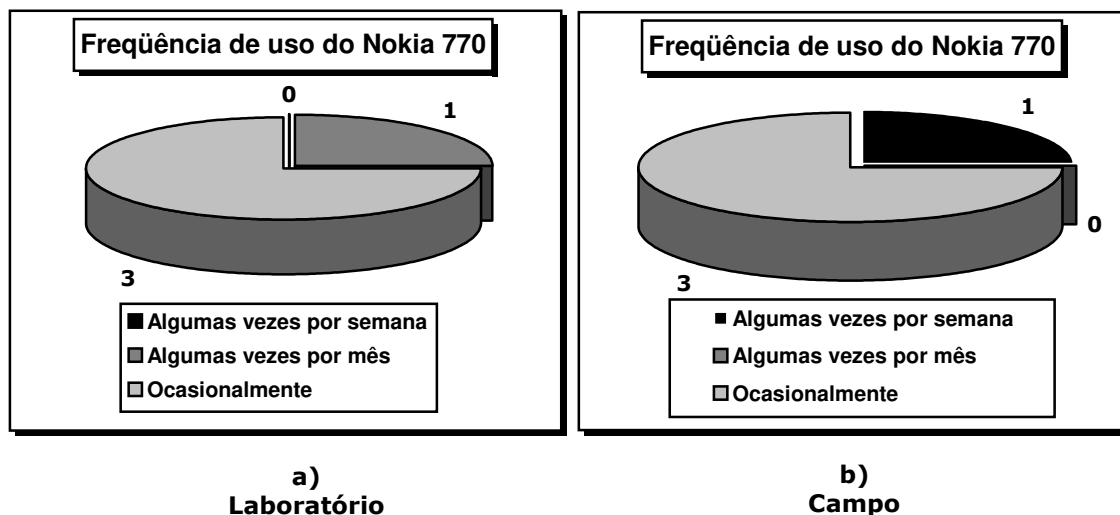 Freqüência de uso do Nokia 770
0
1
3
Algumas vezes por semana
Algumas vezes por mês
Ocasionalmente
a)
Laboratório
Freqüência de uso do Nokia 770
1
0
3
Algumas vezes por semana
Algumas vezes por mês
Ocasionalmente
b)
Campo